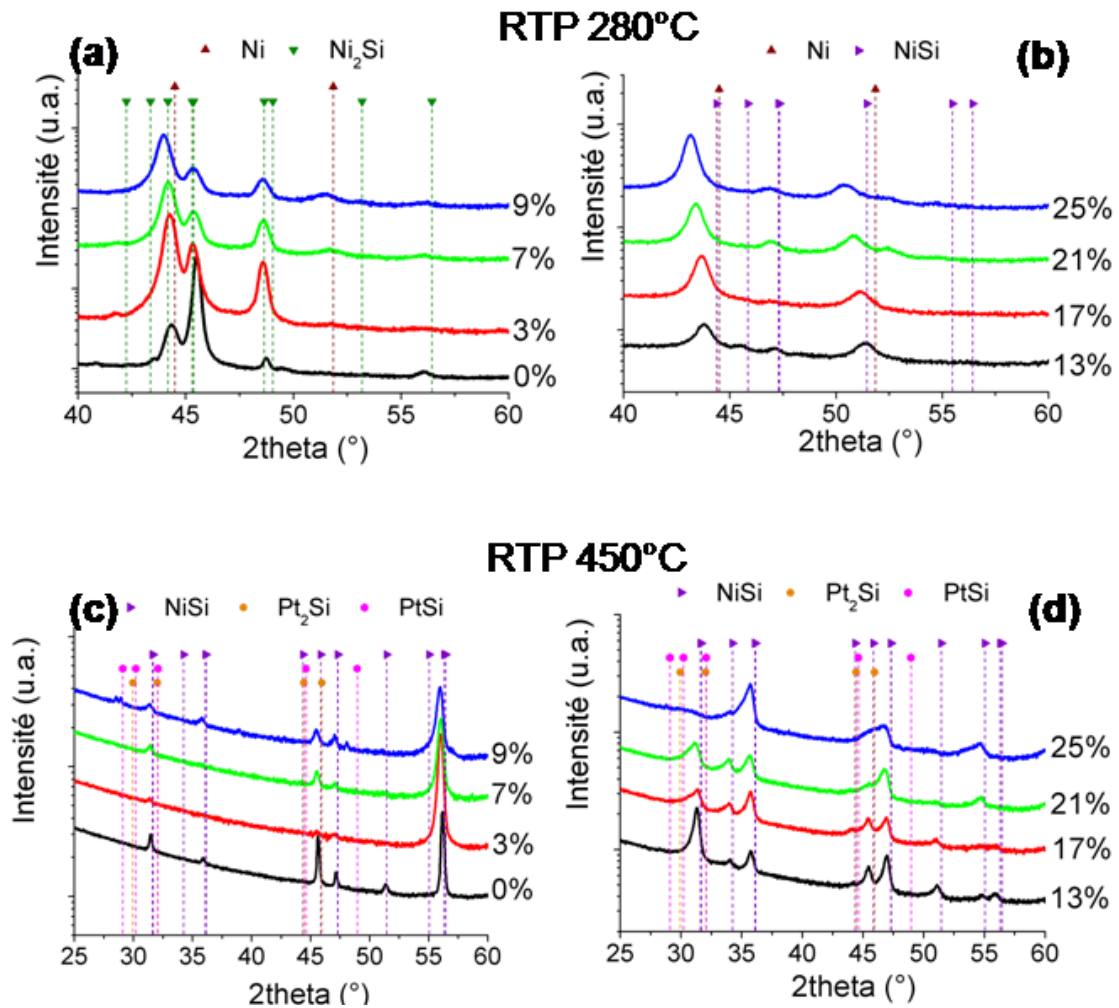 RTP 280°C
(a)
Ni Ni₂Si
Intensité (u.a.)
9%
7%
3%
0%
40 45 50 55 60
2theta (°)
(b)
Ni NiSi
Intensité (u.a.)
25%
21%
17%
13%
40 45 50 55 60
2theta (°)
RTP 450°C
(c)
NiSi Pt₂Si PtSi
Intensité (u.a.)
9%
7%
3%
0%
25 30 35 40 45 50 55 60
2theta (°)
(d)
NiSi Pt₂Si PtSi
Intensité (u.a.)
25%
21%
17%
13%
25 30 35 40 45 50 55 60
2theta (°)